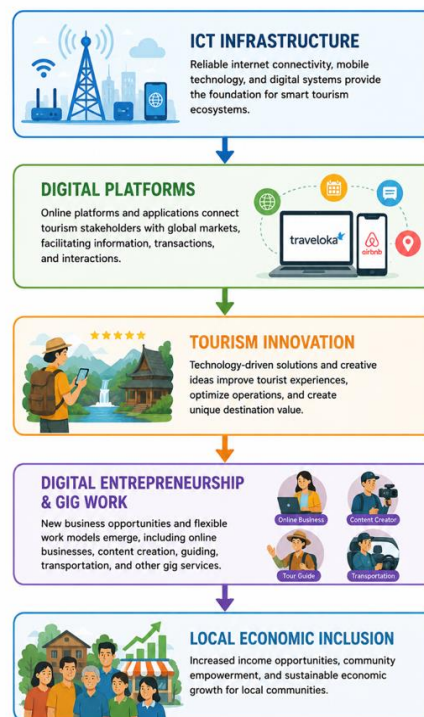 ICT INFRASTRUCTURE
Reliable internet connectivity, mobile
technology, and digital systems provide
the foundation for smart tourism
ecosystems.
DIGITAL PLATFORMS
Online platforms and applications connect
tourism stakeholders with global markets,
facilitating information, transactions,
and interactions.
traveloka
airbnb
TOURISM INNOVATION
Technology-driven solutions and creative
ideas improve tourist experiences,
optimize operations, and create
unique destination value.
DIGITAL ENTREPRENEURSHIP
& GIG WORK
New business opportunities and flexible
work models emerge, including online
businesses, content creation, guiding,
transportation, and other gig services.
Online Business
Content Creator
Tour Guide
Transportation
LOCAL ECONOMIC INCLUSION
Increased income opportunities, community
empowerment, and sustainable economic
growth for local communities.